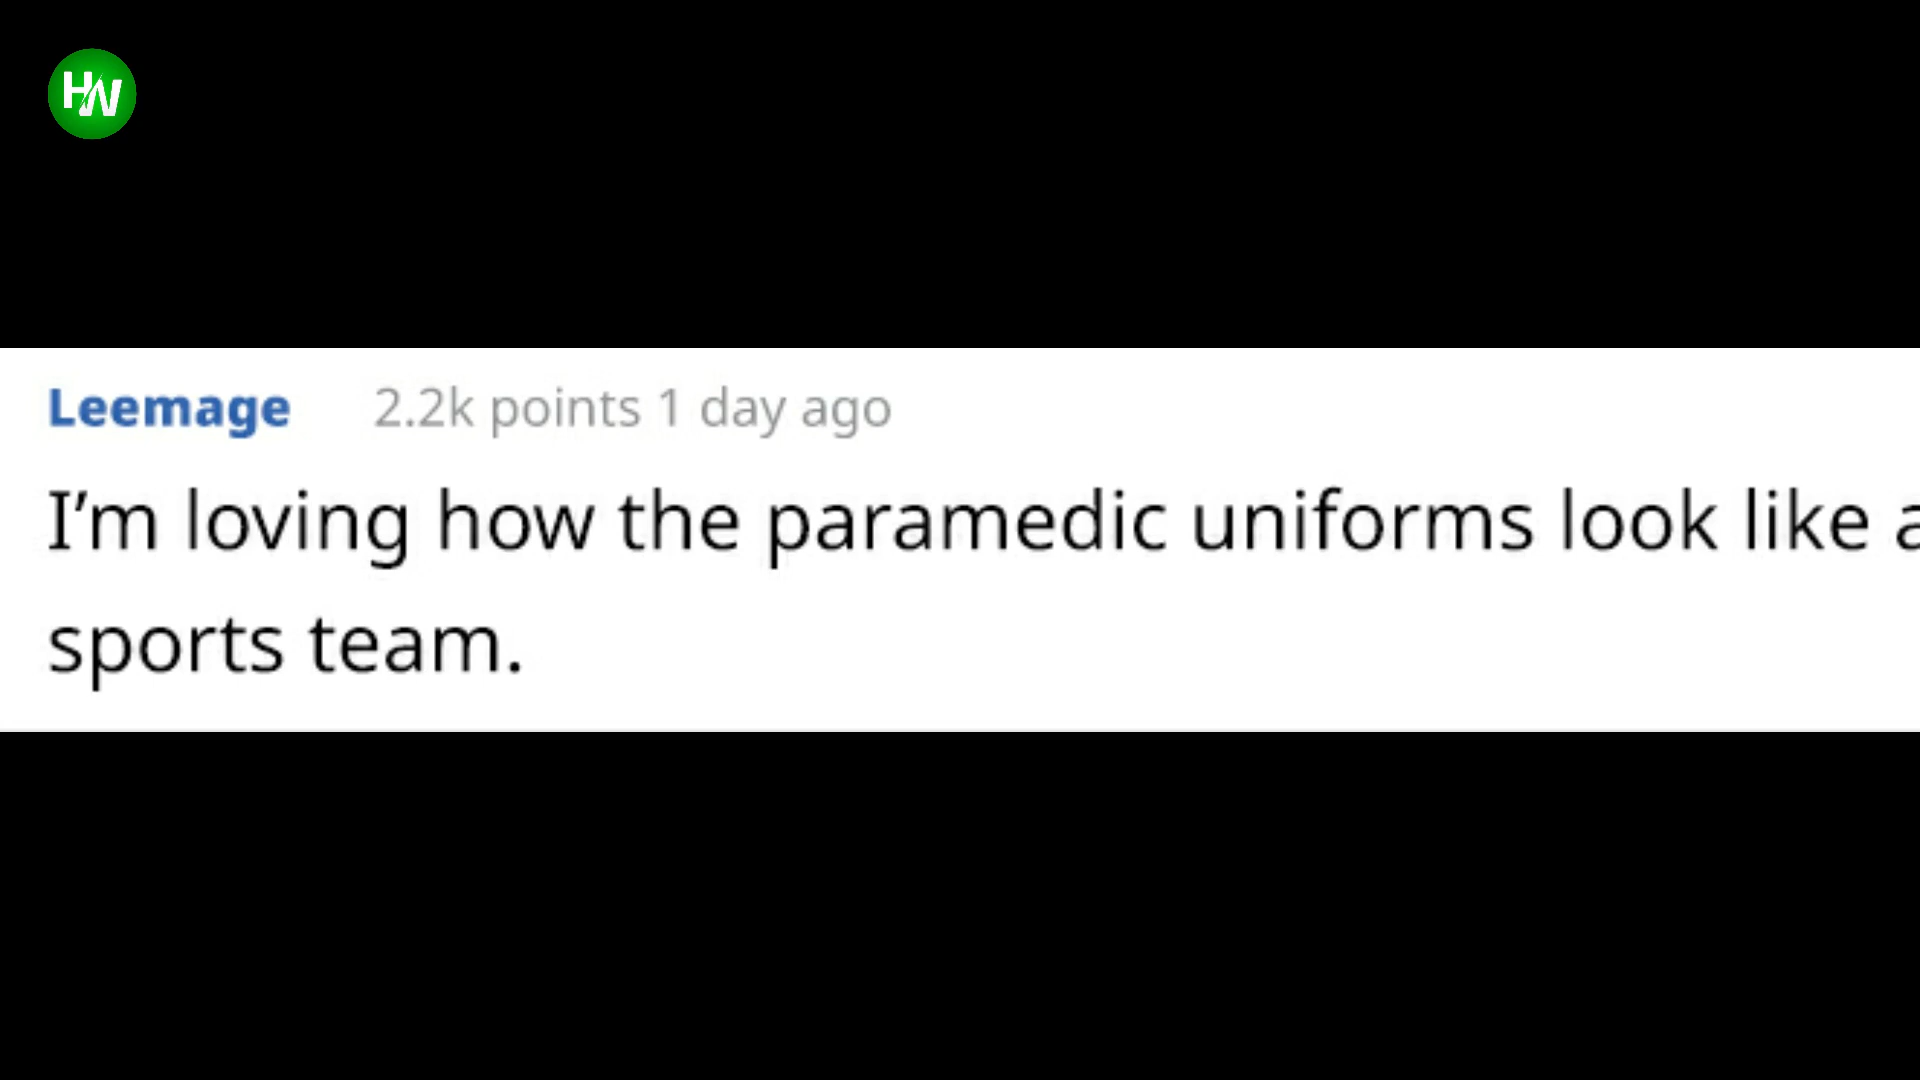 HW
Leemage 2.2k points 1 day ago
I’m loving how the paramedic uniforms look like a
sports team.